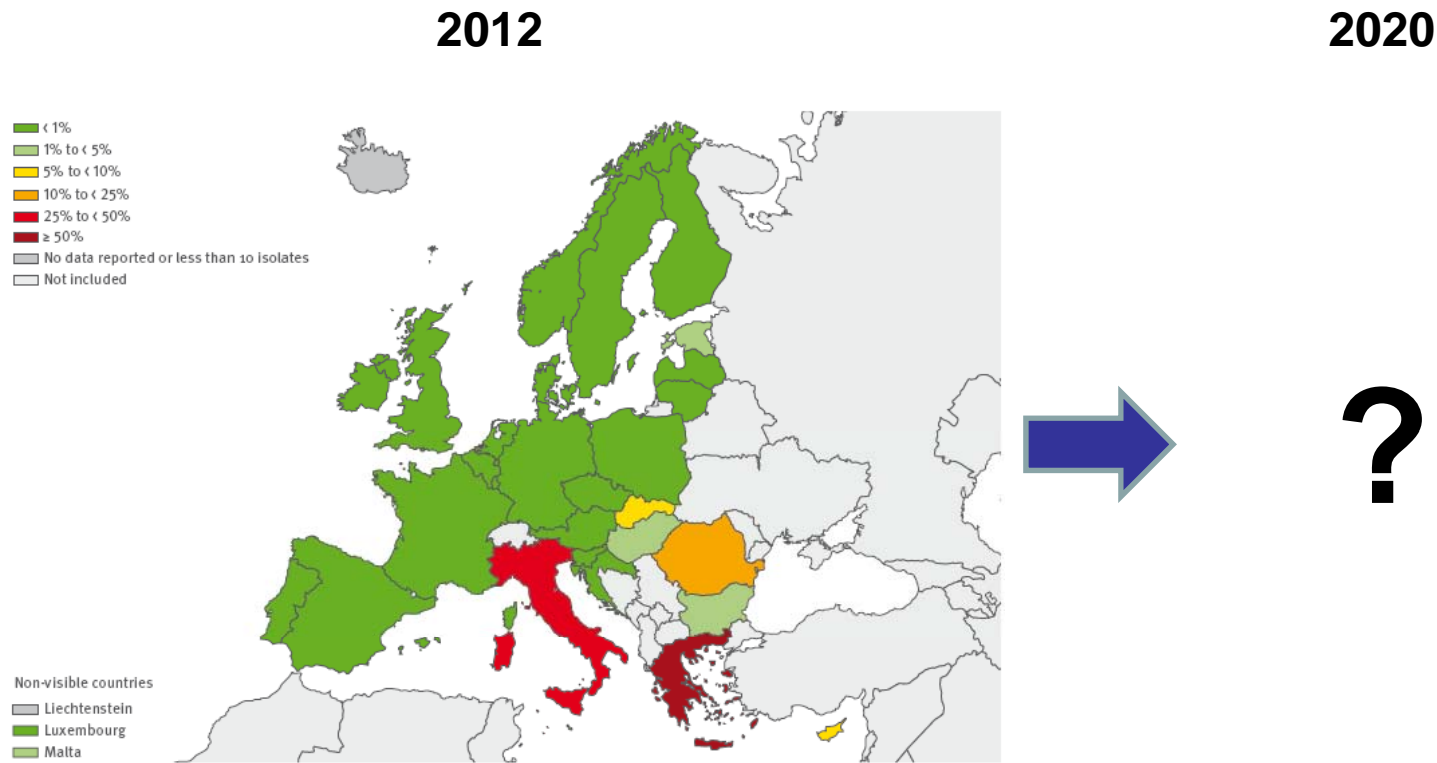 2012
2020
< 1%
1% to < 5%
5% to < 10%
10% to < 25%
25% to < 50%
≥ 50%
No data reported or less than 10 isolates
Not included
?
Non-visible countries
Liechtenstein
Luxembourg
Malta